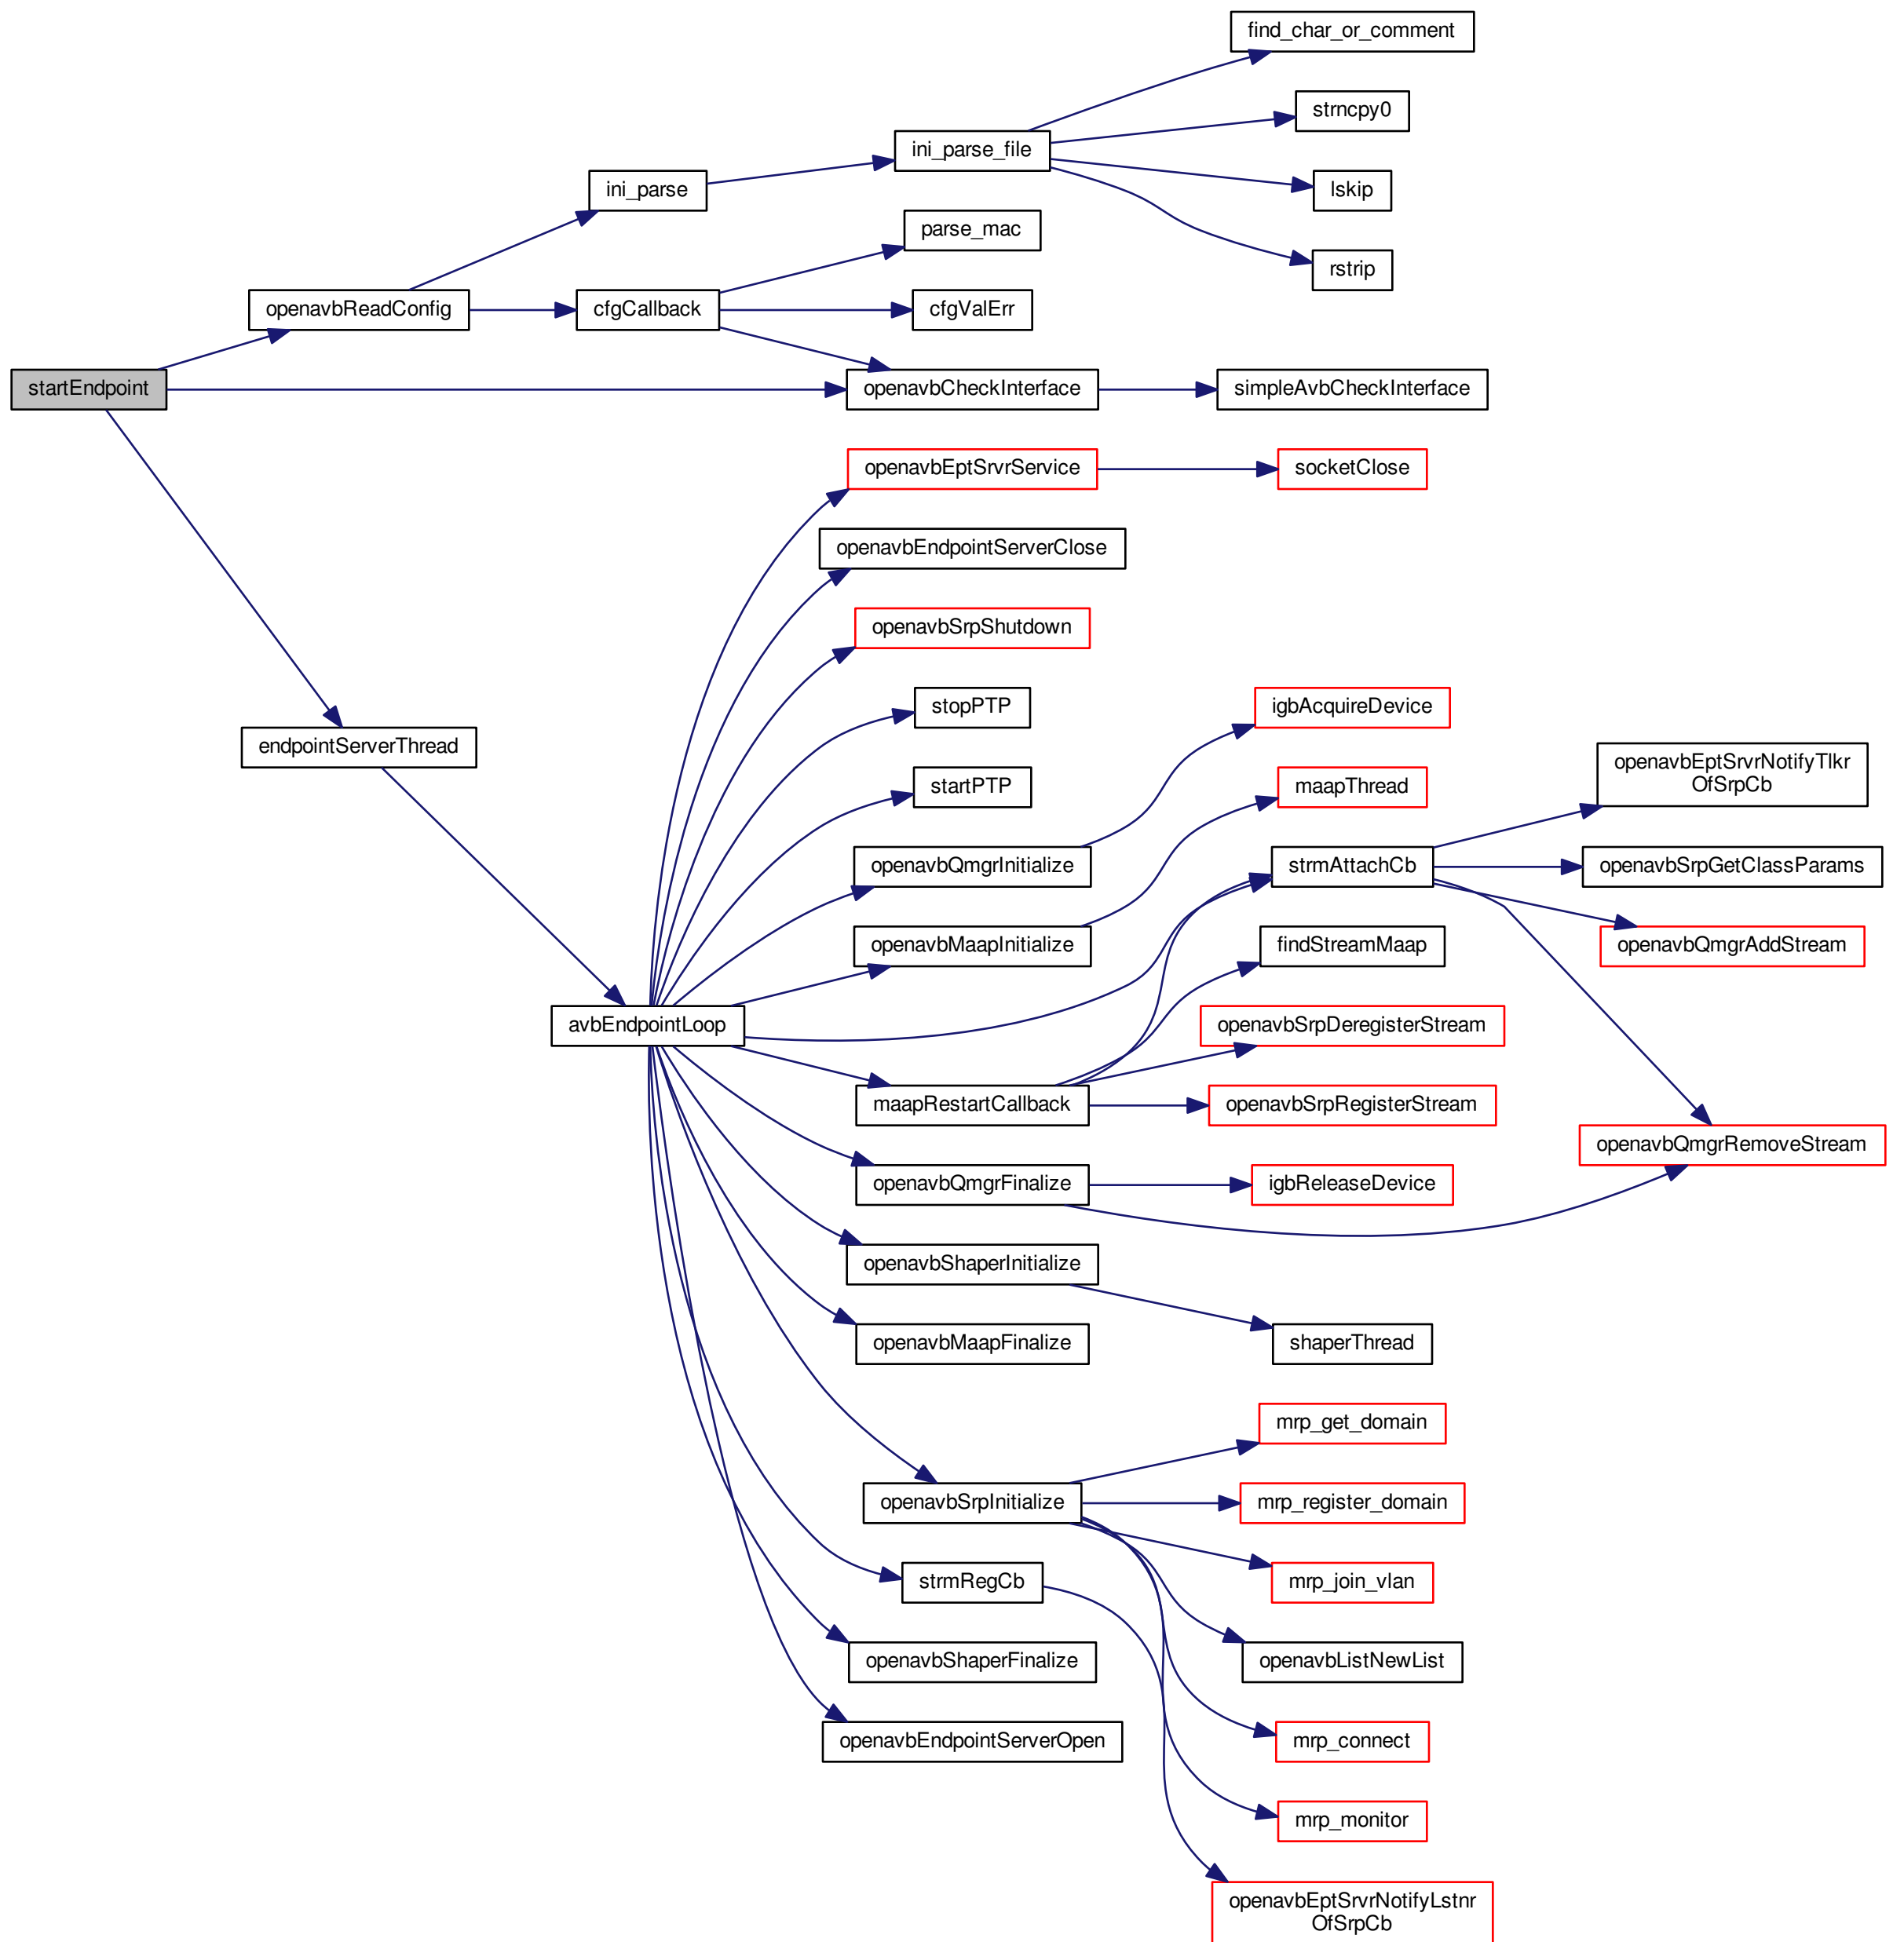 find_char_or_comment
strncpy0
ini_parse_file
lskip
ini_parse
parse_mac
rstrip
openavbReadConfig
cfgCallback
cfgValErr
startEndpoint
openavbCheckInterface
simpleAvbCheckInterface
openavbEptSrvrService
socketClose
openavbEndpointServerClose
openavbSrpShutdown
stopPTP
igbAcquireDevice
endpointServerThread
openavbEptSrvrNotifyTlkr
OfSrpCb
startPTP
maapThread
openavbQmgrInitialize
strmAttachCb
openavbSrpGetClassParams
openavbMaapInitialize
findStreamMaap
openavbQmgrAddStream
avbEndpointLoop
openavbSrpDeregisterStream
maapRestartCallback
openavbSrpRegisterStream
openavbQmgrRemoveStream
openavbQmgrFinalize
igbReleaseDevice
openavbShaperInitialize
openavbMaapFinalize
shaperThread
mrp_get_domain
openavbSrpInitialize
mrp_register_domain
strmRegCb
mrp_join_vlan
openavbShaperFinalize
openavbListNewList
openavbEndpointServerOpen
mrp_connect
mrp_monitor
openavbEptSrvrNotifyLstnr
OfSrpCb